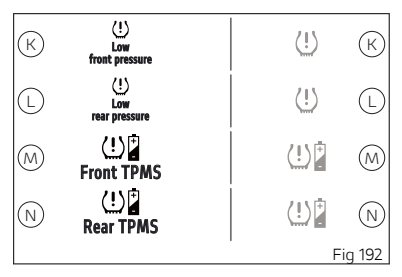 K Low front pressure K
L Low rear pressure L
M Front TPMS M
N Rear TPMS N
Fig 192